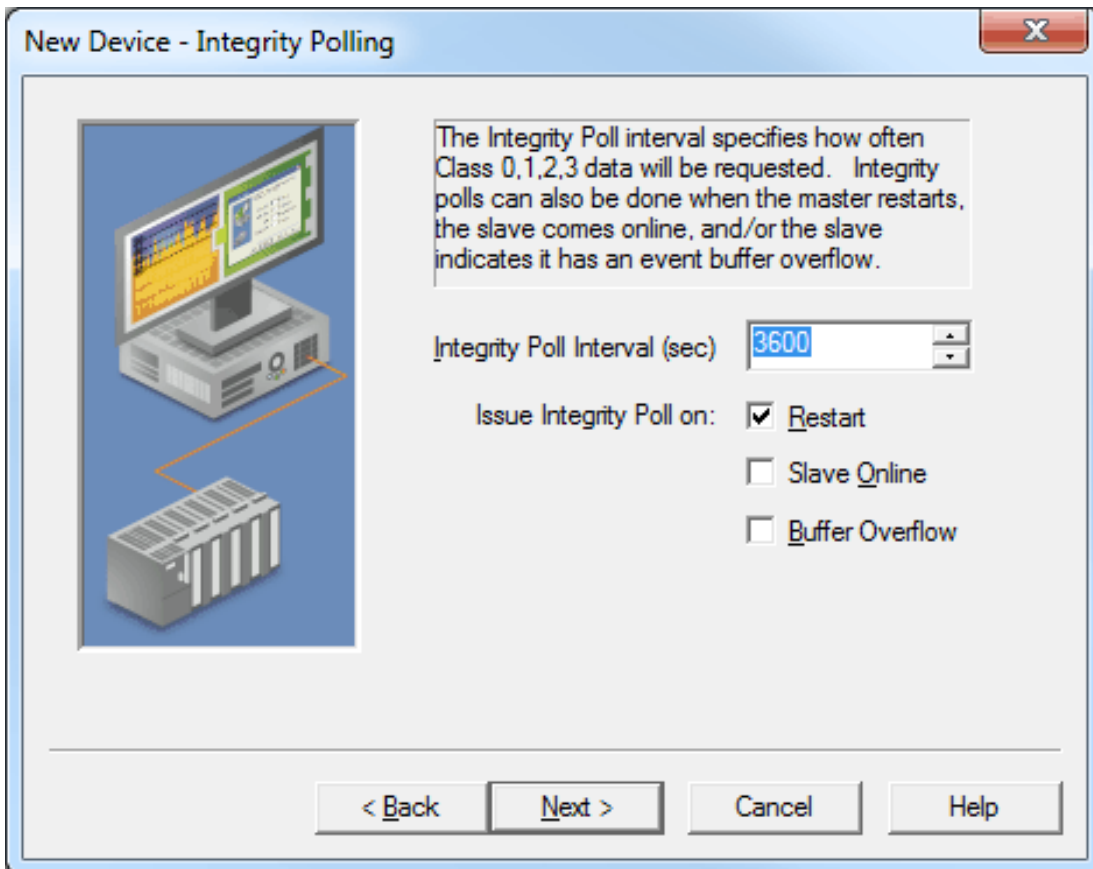 New Device - Integrity Polling
The Integrity Poll interval specifies how often
Class 0,1,2,3 data will be requested.   Integrity
polls can also be done when the master restarts,
the slave comes online, and/or the slave
indicates it has an event buffer overflow.
Integrity Poll Interval (sec) 3600
Issue Integrity Poll on: Restart
Slave Online
Buffer Overflow
< Back Next > Cancel Help